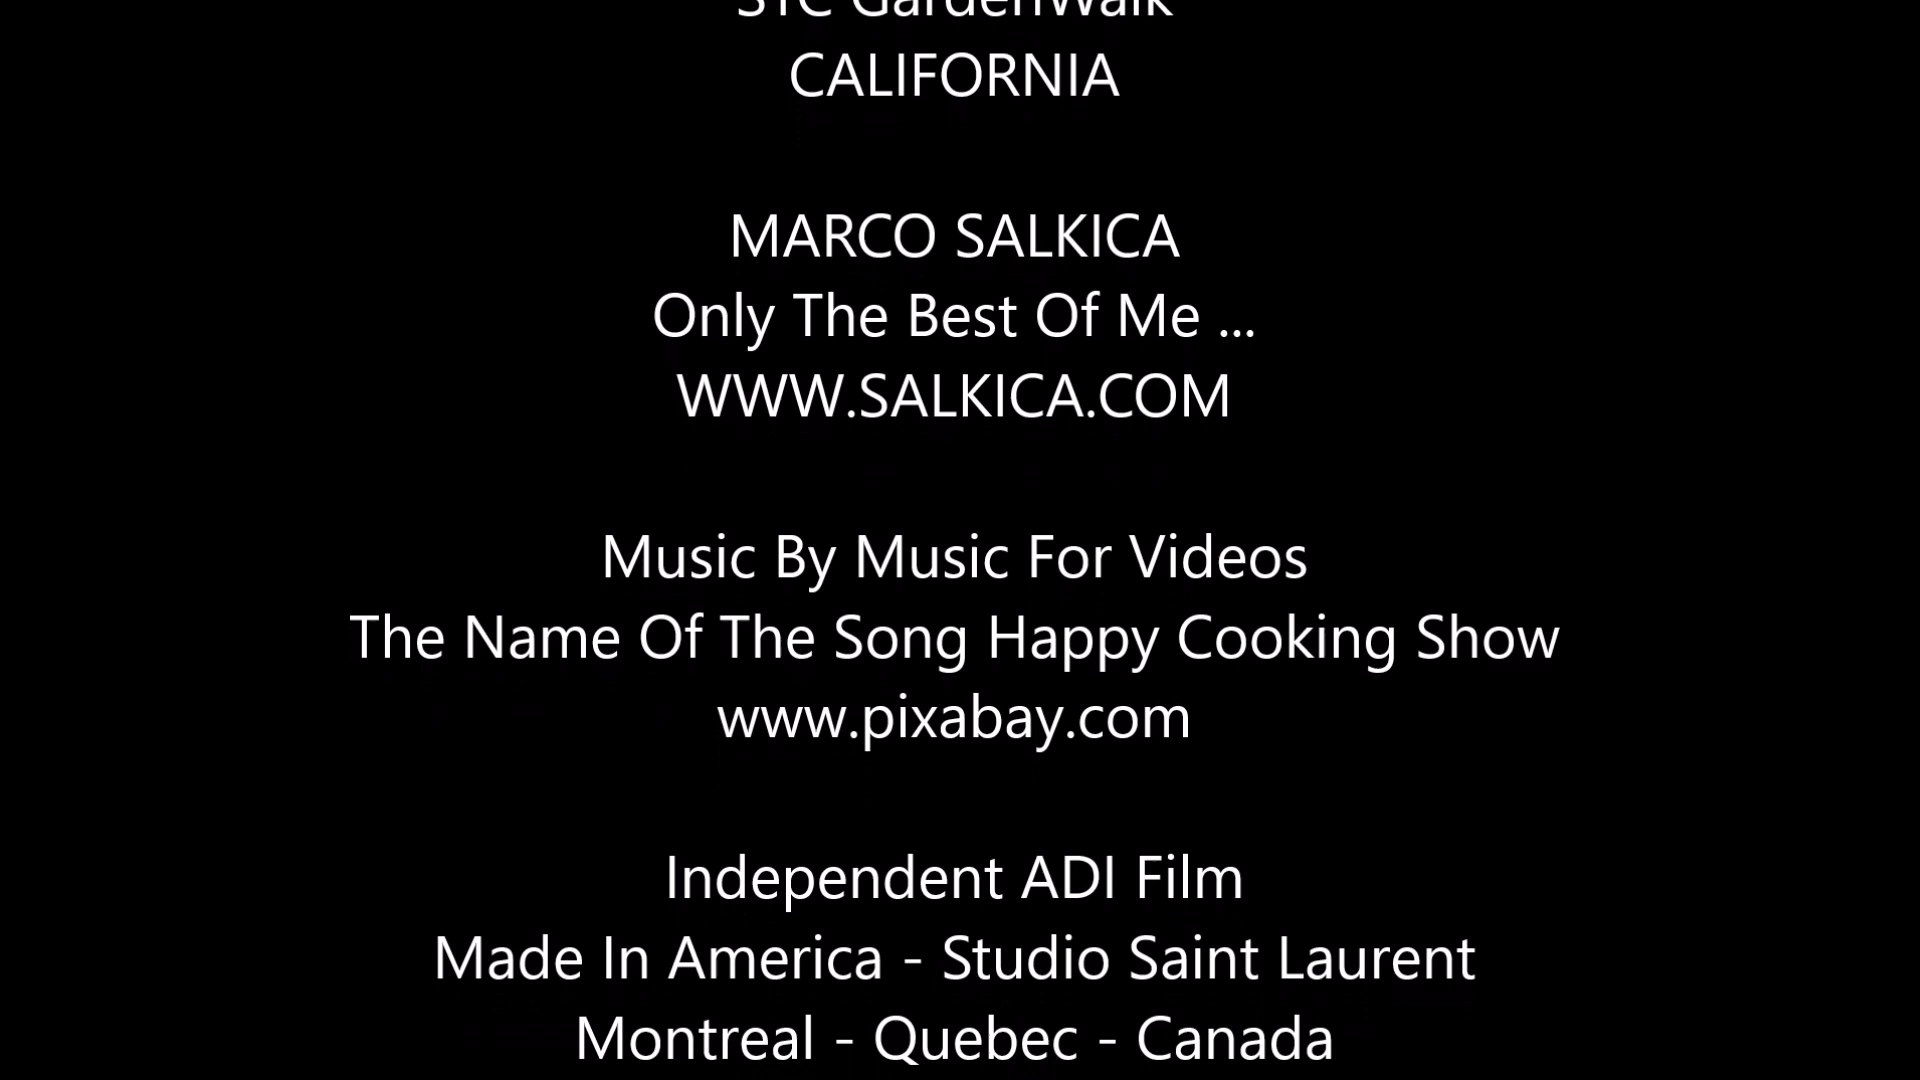 GardenWalk
CALIFORNIA
MARCO SALKICA
Only The Best Of Me ...
WWW.SALKICA.COM
Music By Music For Videos
The Name Of The Song Happy Cooking Show
www.pixabay.com
Independent ADI Film
Made In America - Studio Saint Laurent
Montreal - Quebec - Canada